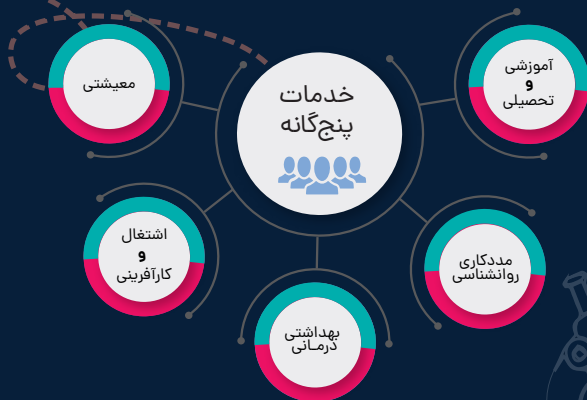 خدمات
پنج‌گانه
آموزشی
و
تحصیلی
معیشتی
مددکاری
روانشناسی
اشتغال
و
کارآفرینی
بهداشتی
درمـانی